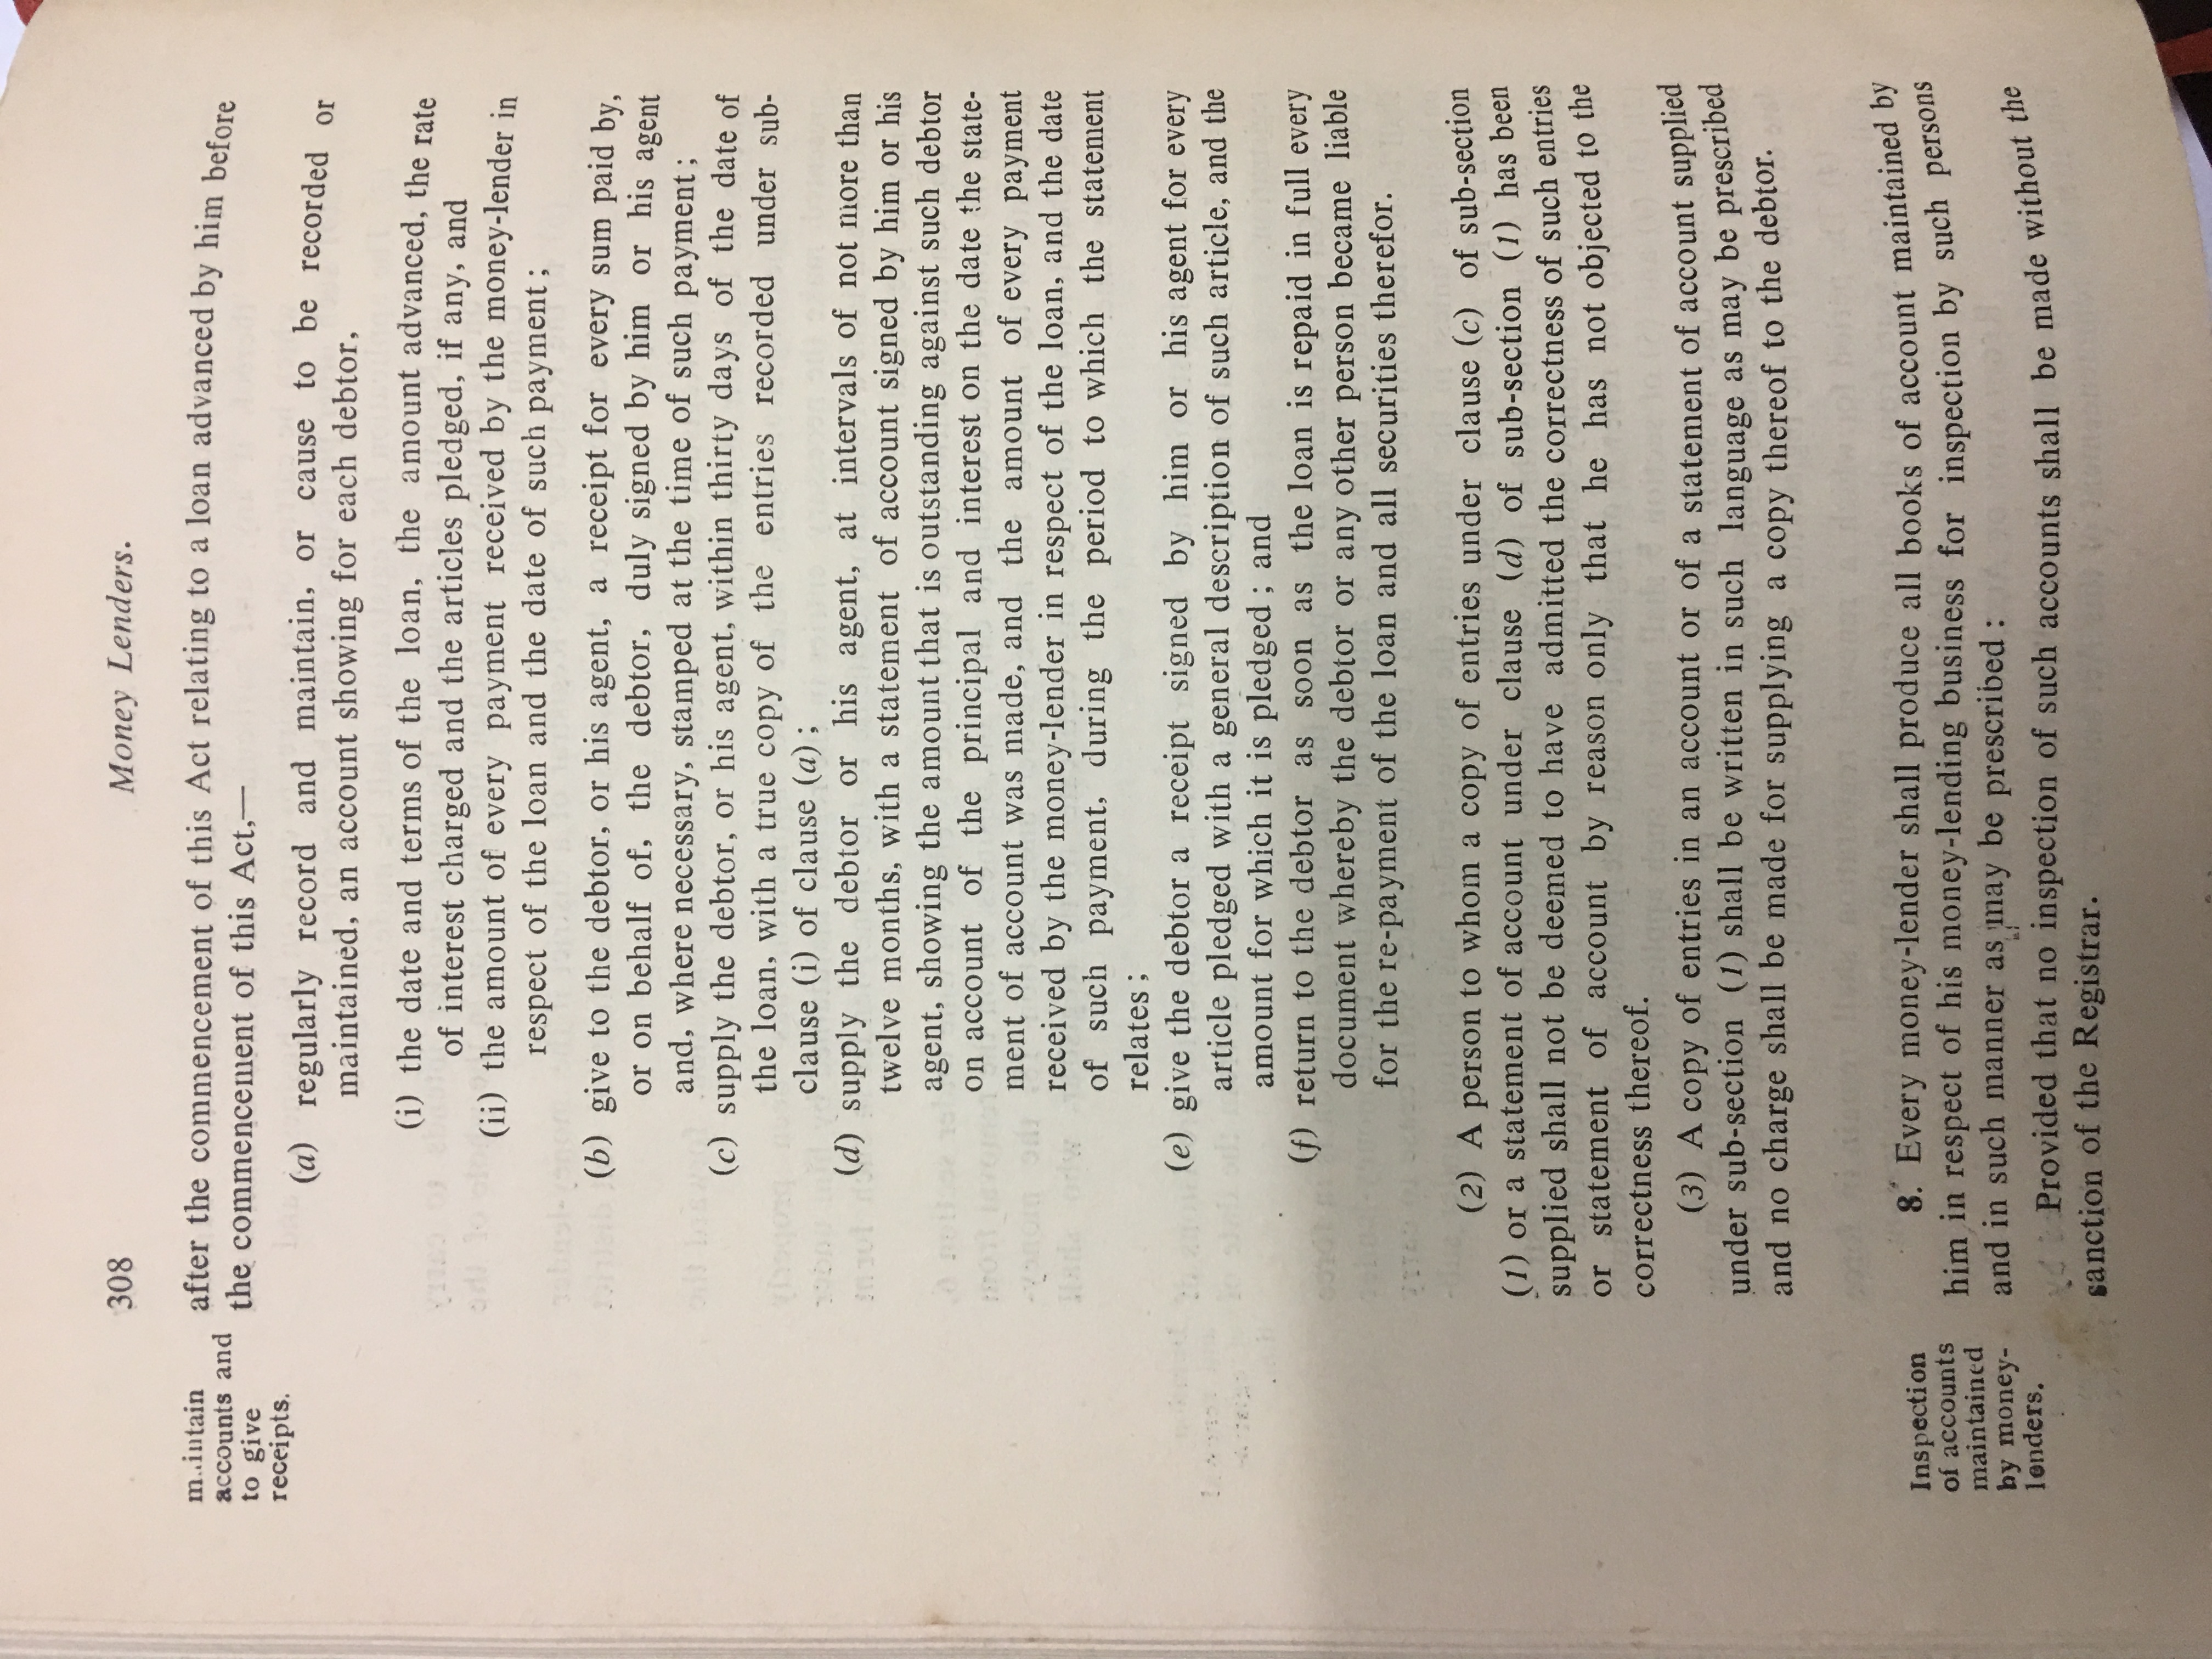 308
Money Lenders.
maintain
accounts and
to give
receipts.
after the commencement of this Act relating to a loan advanced by him before
the commencement of this Act,—
(a) regularly record and maintain, or cause to be recorded or
maintained, an account showing for each debtor,
(i) the date and terms of the loan, the amount advanced, the rate
of interest charged and the articles pledged, if any, and
(ii) the amount of every payment received by the money-lender in
respect of the loan and the date of such payment ;
(b) give to the debtor, or his agent, a receipt for every sum paid by,
or on behalf of, the debtor, duly signed by him or his agent
and, where necessary, stamped at the time of such payment ;
(c) supply the debtor, or his agent, within thirty days of the date of
the loan, with a true copy of the entries recorded under sub-
clause (i) of clause (a) ;
(d) supply the debtor or his agent, at intervals of not more than
twelve months, with a statement of account signed by him or his
agent, showing the amount that is outstanding against such debtor
on account of the principal and interest on the date the state-
ment of account was made, and the amount of every payment
received by the money-lender in respect of the loan, and the date
of such payment, during the period to which the statement
relates ;
(e) give the debtor a receipt signed by him or his agent for every
article pledged with a general description of such article, and the
amount for which it is pledged ; and
(f) return to the debtor as soon as the loan is repaid in full every
document whereby the debtor or any other person became liable
for the re-payment of the loan and all securities therefor.
(2) A person to whom a copy of entries under clause (c) of sub-section
(1) or a statement of account under clause (d) of sub-section (1) has been
supplied shall not be deemed to have admitted the correctness of such entries
or statement of account by reason only that he has not objected to the
correctness thereof.
(3) A copy of entries in an account or of a statement of account supplied
under sub-section (1) shall be written in such language as may be prescribed
and no charge shall be made for supplying a copy thereof to the debtor.
Inspection
of accounts
maintained
by money-
lenders.
8. Every money-lender shall produce all books of account maintained by
him in respect of his money-lending business for inspection by such persons
and in such manner as may be prescribed :
Provided that no inspection of such accounts shall be made without the
sanction of the Registrar.